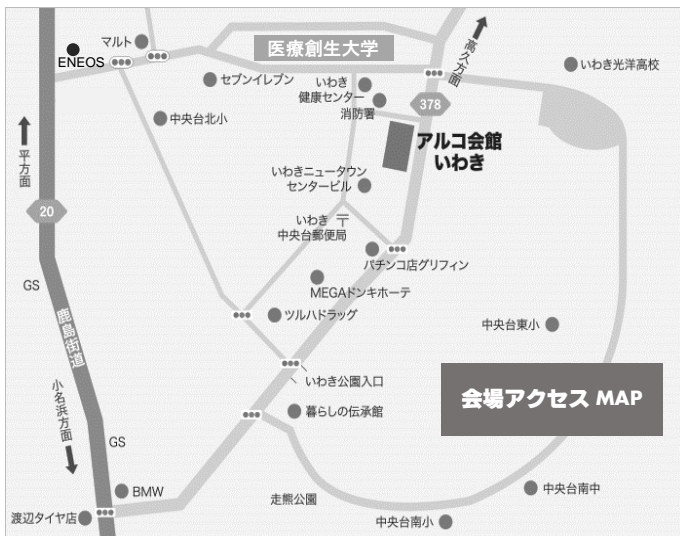 マルト
ENEOS
医療創生大学
高久方面
いわき光洋高校
セブンイレブン
いわき
健康センター
消防署
378
中央台北小
アルコ会館
いわき
平方面
いわきニュータウン
センタービル
20
いわき 〒
中央台郵便局
パチンコ店グリフィン
GS
MEGAドンキホーテ
鹿島街道
ツルハドラッグ
中央台東小
小名浜方面
いわき公園入口
会場アクセス MAP
暮らしの伝承館
GS
BMW
走熊公園
中央台南中
渡辺タイヤ店
中央台南小